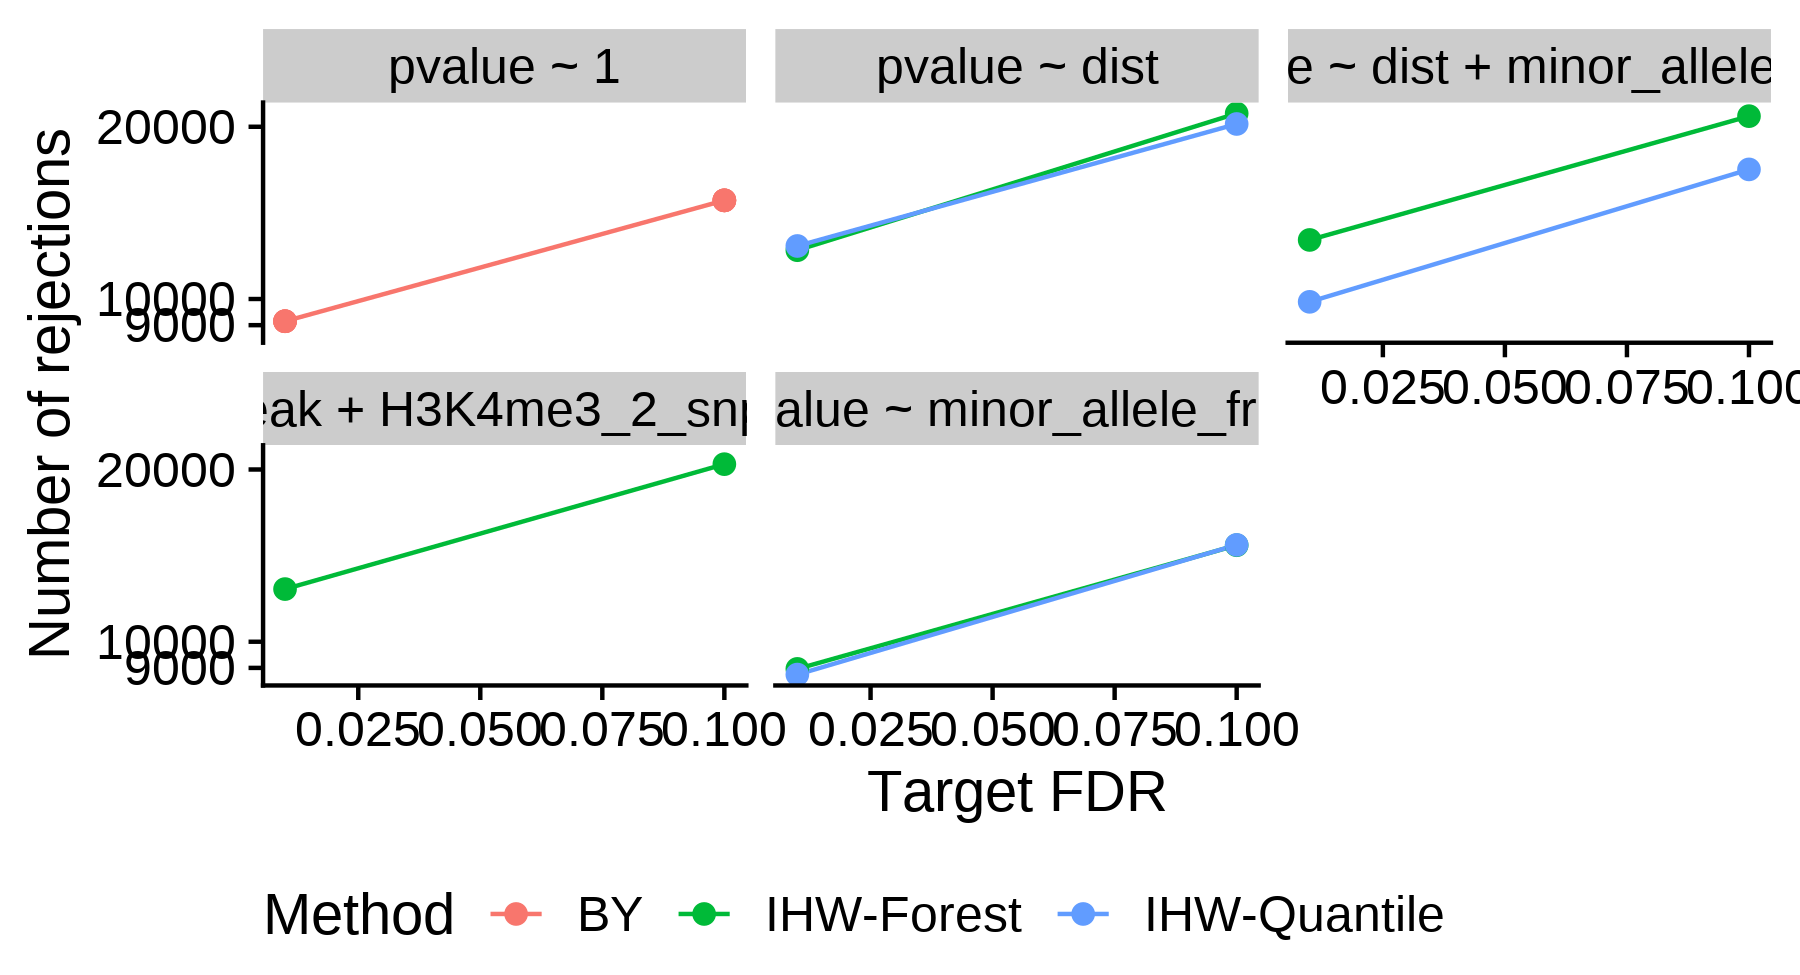 pvalue ~ 1
pvalue ~ dist
e ~ dist + minor_allele
Number of rejections
20000
10000
9000
0.025 0.050 0.075 0.100
eak + H3K4me3_2_snp
alue ~ minor_allele_fr
20000
10000
9000
0.025 0.050 0.075 0.100
0.025 0.050 0.075 0.100
Target FDR
Method BY IHW-Forest IHW-Quantile